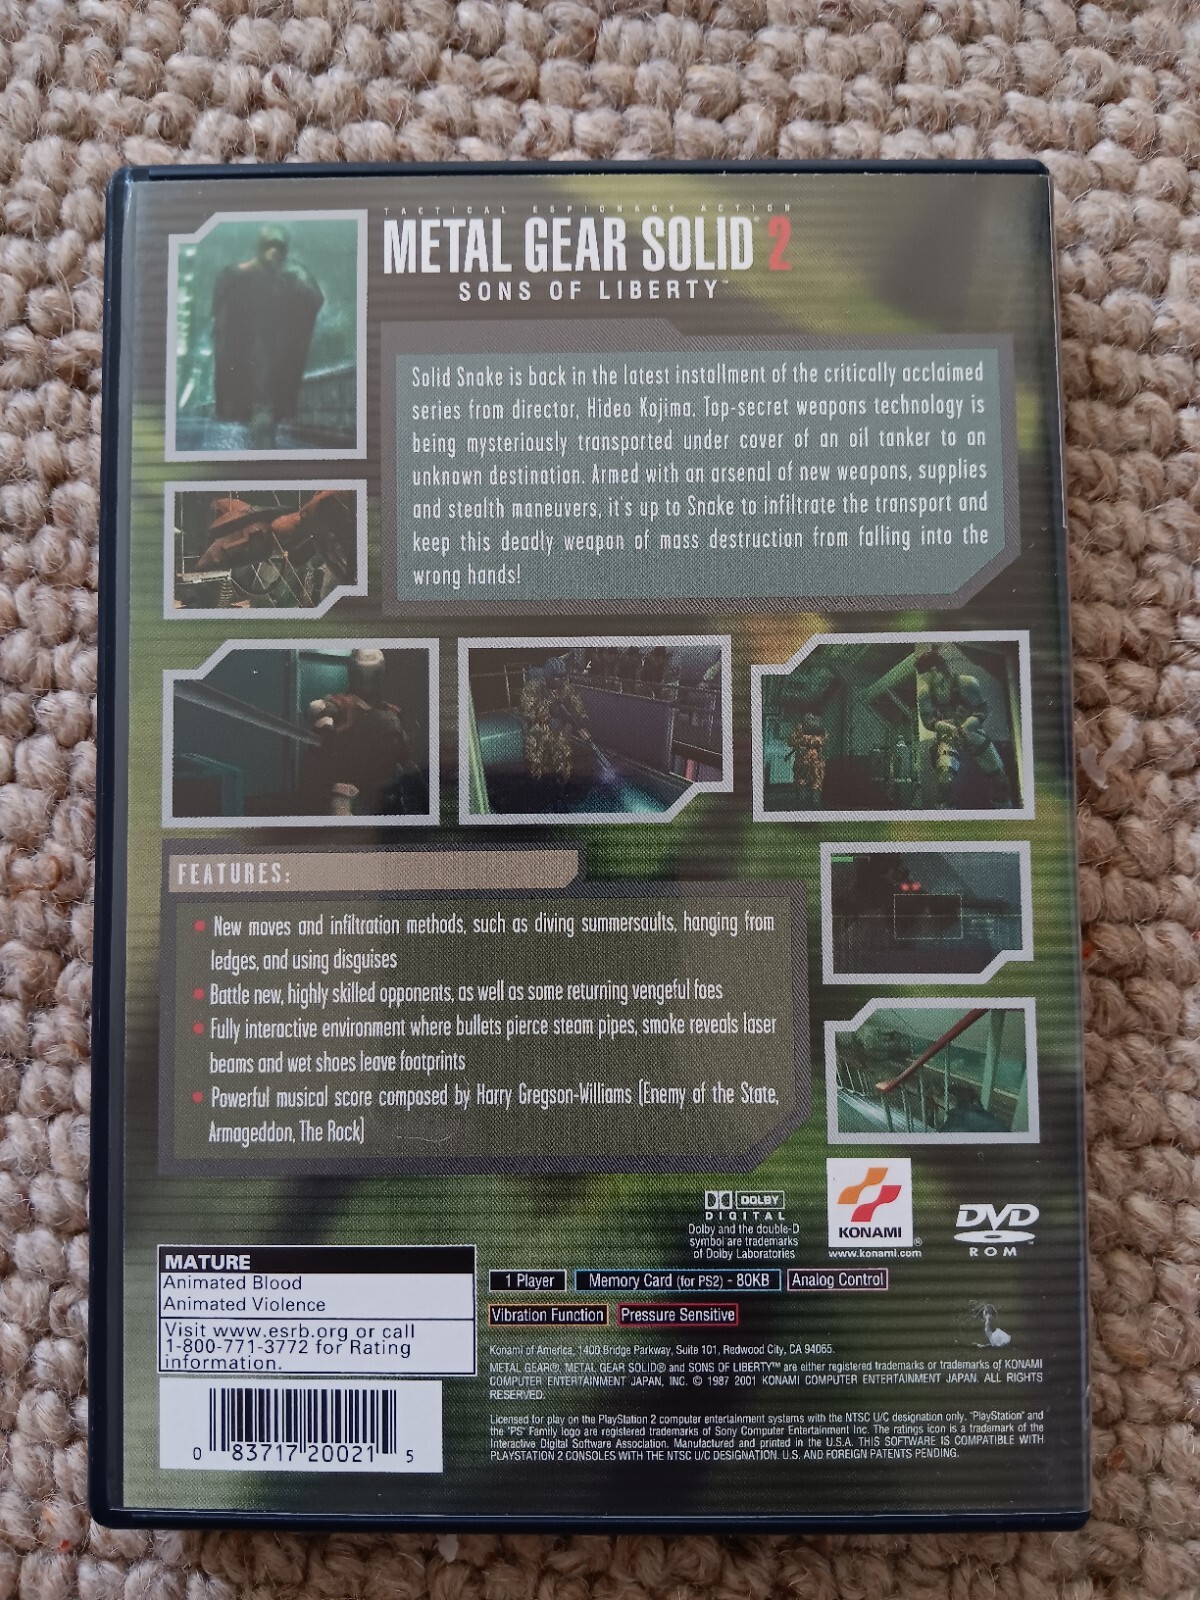 TACTICAL ESPIONAGE ACTION
METAL GEAR SOLID 2
SONS OF LIBERTY™
Solid Snake is back in the latest installment of the critically acclaimed
series from director, Hideo Kojima. Top-secret weapons technology is
being mysteriously transported under cover of an oil tanker to an
unknown destination. Armed with an arsenal of new weapons, supplies
and stealth maneuvers, it's up to Snake to infiltrate the transport and
keep this deadly weapon of mass destruction from falling into the
wrong hands!
FEATURES:
• New moves and infiltration methods, such as diving summersaults, hanging from
ledges, and using disguises
• Battle new, highly skilled opponents, as well as some returning vengeful foes
• Fully interactive environment where bullets pierce steam pipes, smoke reveals laser
beams and wet shoes leave footprints
• Powerful musical score composed by Harry Gregson-Williams (Enemy of the State,
Armageddon, The Rock)
DOLBY
DIGITAL
Dolby and the double-D
symbol are trademarks
of Dolby Laboratories
KONAMI®
www.konami.com
DVD™
ROM
MATURE
Animated Blood
Animated Violence
Visit www.esrb.org or call
1-800-771-3772 for Rating
information.
1 Player
Memory Card (for PS2) - 80KB
Analog Control
Vibration Function
Pressure Sensitive
Konami of America, 1400 Bridge Parkway, Suite 101, Redwood City, CA 94065.
METAL GEAR®, METAL GEAR SOLID® and SONS OF LIBERTY™ are either registered trademarks or trademarks of KONAMI
COMPUTER ENTERTAINMENT JAPAN, INC. © 1987 2001 KONAMI COMPUTER ENTERTAINMENT JAPAN. ALL RIGHTS
RESERVED.
Licensed for play on the PlayStation 2 computer entertainment systems with the NTSC U/C designation only. "PlayStation" and
the "PS" Family logo are registered trademarks of Sony Computer Entertainment Inc. The ratings icon is a trademark of the
Interactive Digital Software Association. Manufactured and printed in the U.S.A. THIS SOFTWARE IS COMPATIBLE WITH
PLAYSTATION 2 CONSOLES WITH THE NTSC U/C DESIGNATION. U.S. AND FOREIGN PATENTS PENDING.
0 83717 20021 5